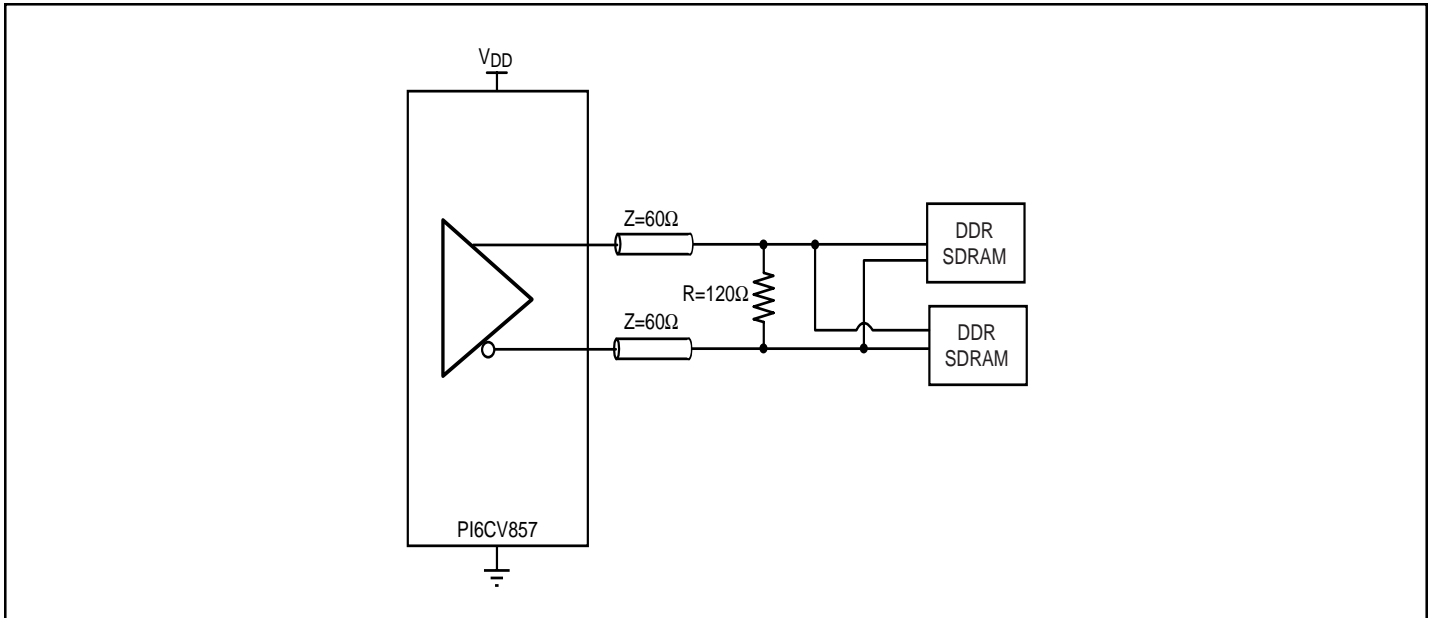 VDD
Z=60Ω
DDR
SDRAM
R=120Ω
Z=60Ω
DDR
SDRAM
PI6CV857